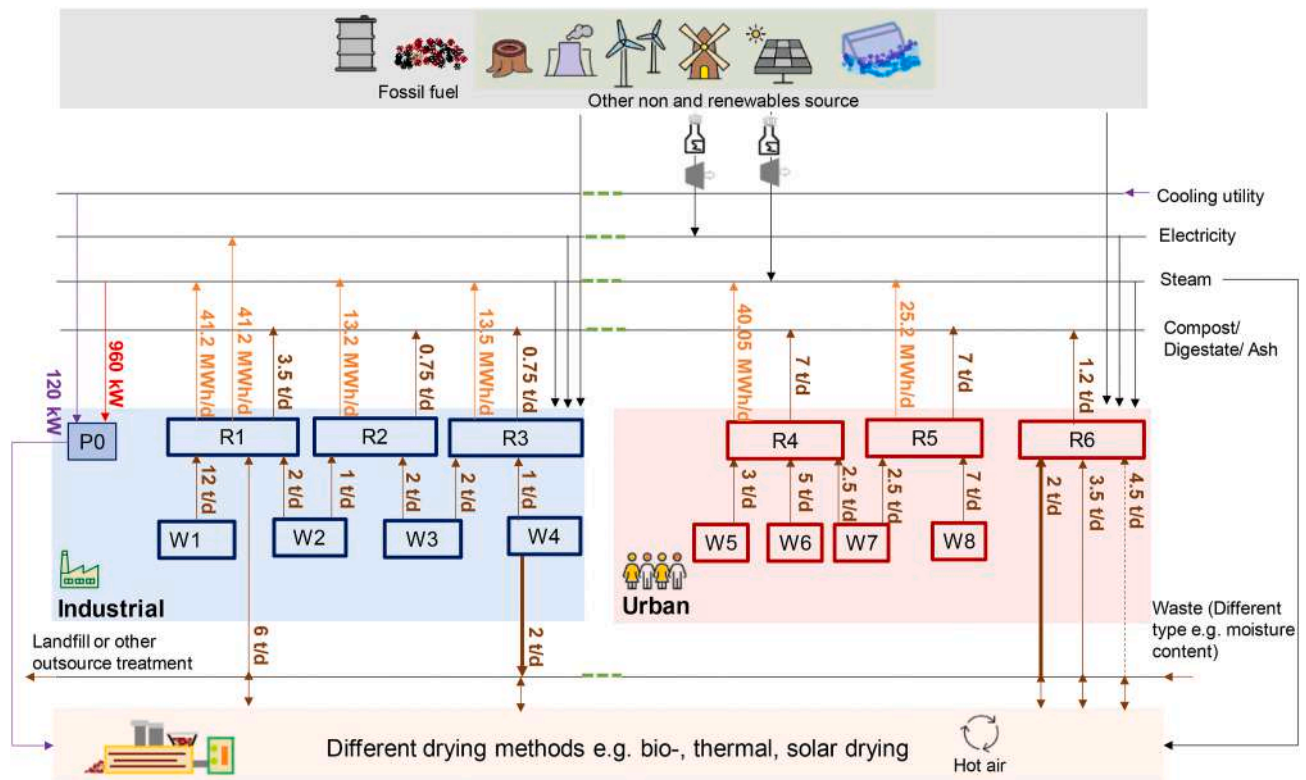 Fossil fuel
Other non and renewables source
Cooling utility
Electricity
Steam
Compost/
Digestate/ Ash
120 kW
960 kW
41.2 MWh/d
41.2 MWh/d
3.5 t/d
13.2 MWh/d
0.75 t/d
13.5 MWh/d
0.75 t/d
40.05 MWh/d
7 t/d
25.2 MWh/d
7 t/d
1.2 t/d
P0
R1
R2
R3
R4
R5
R6
12 t/d
2 t/d
1 t/d
2 t/d
2 t/d
1 t/d
3 t/d
5 t/d
2.5 t/d
2.5 t/d
7 t/d
2 t/d
3.5 t/d
4.5 t/d
W1
W2
W3
W4
W5
W6
W7
W8
Industrial
Urban
6 t/d
2 t/d
Landfill or other
outsource treatment
Waste (Different
type e.g. moisture
content)
Different drying methods e.g. bio-, thermal, solar drying
Hot air